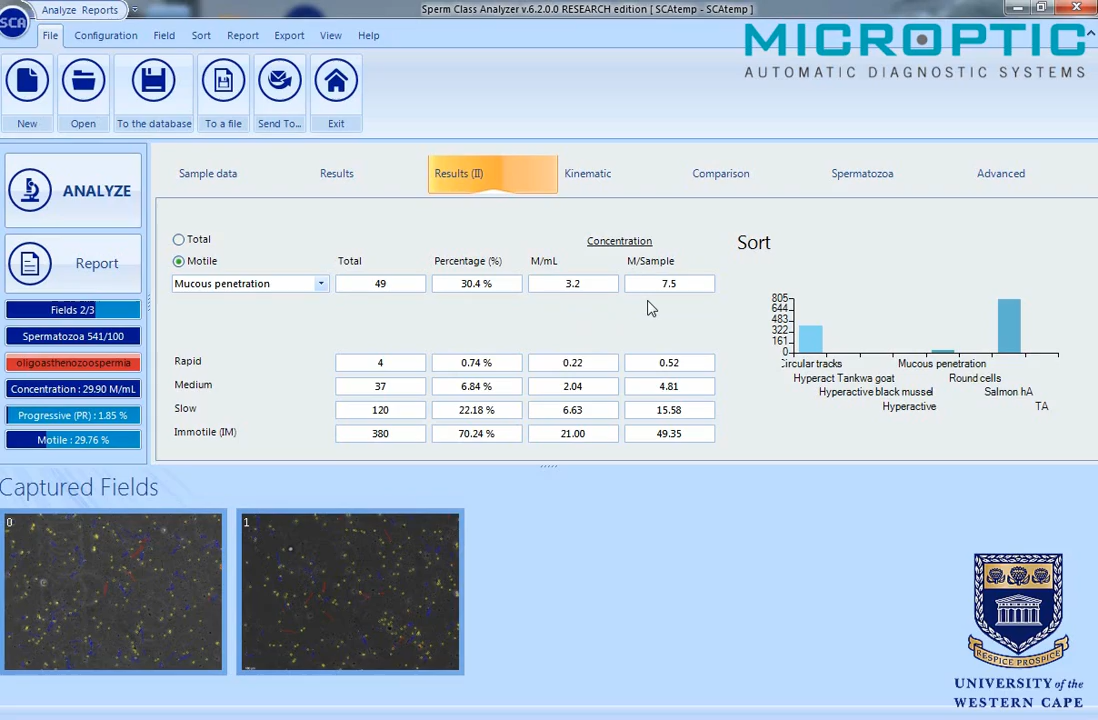 SCA
Analyze Reports
Sperm Class Analyzer v.6.2.0.0 RESEARCH edition [ SCAtemp - SCAtemp ]
File Configuration Field Sort Report Export View Help
MICROPTIC
AUTOMATIC DIAGNOSTIC SYSTEMS
New Open To the database To a file Send To... Exit
ANALYZE
Report
Fields 2/3
Spermatozoa 541/100
oligoasthenozoospermia
Concentration : 29.90 M/mL
Progressive (PR) : 1.85 %
Motile : 29.76 %
Sample data Results Results (II) Kinematic Comparison Spermatozoa Advanced
Total
Motile
Concentration
Total Percentage (%) M/mL M/Sample
Mucous penetration 49 30.4 % 3.2 7.5
Rapid 4 0.74 % 0.22 0.52
Medium 37 6.84 % 2.04 4.81
Slow 120 22.18 % 6.63 15.58
Immotile (IM) 380 70.24 % 21.00 49.35
Sort
805
644
483
322
161
0
Circular tracks Mucous penetration
Hyperact Tankwa goat Round cells
Hyperactive black mussel Salmon hA
Hyperactive TA
Captured Fields
0
1
RESPICE PROSPICE
UNIVERSITY of the
WESTERN CAPE